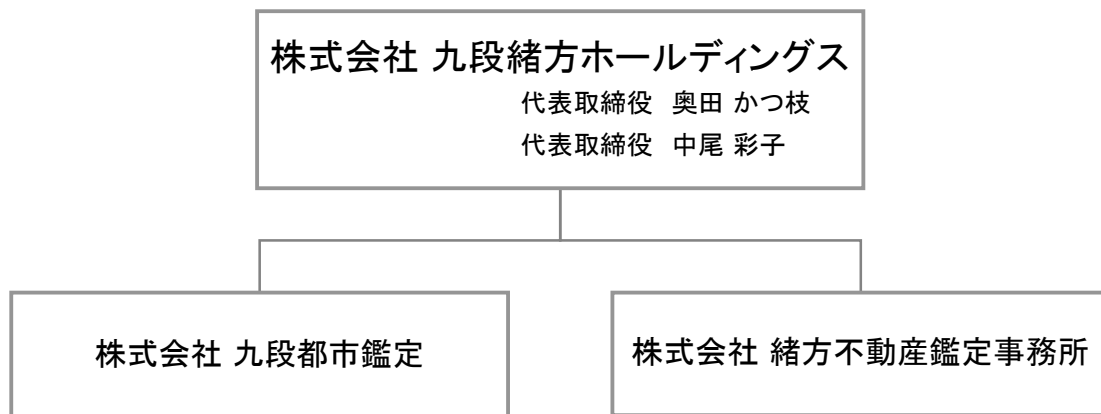 株式会社 九段緒方ホールディングス
代表取締役 奥田 かつ枝
代表取締役 中尾 彩子
株式会社 九段都市鑑定
株式会社 緒方不動産鑑定事務所